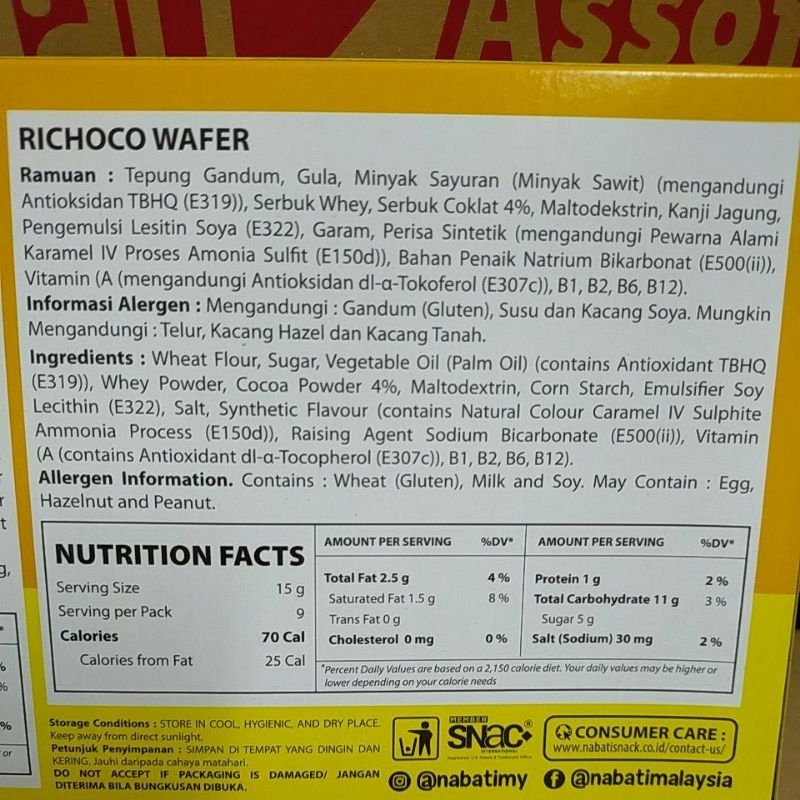 ASSOT
RICHOCO WAFER
Ramuan : Tepung Gandum, Gula, Minyak Sayuran (Minyak Sawit) (mengandungi
Antioksidan TBHQ (E319)), Serbuk Whey, Serbuk Coklat 4%, Maltodekstrin, Kanji Jagung,
Pengemulsi Lesitin Soya (E322), Garam, Perisa Sintetik (mengandungi Pewarna Alami
Karamel IV Proses Amonia Sulfit (E150d)), Bahan Penaik Natrium Bikarbonat (E500(ii)),
Vitamin (A (mengandungi Antioksidan dl-α-Tokoferol (E307c)), B1, B2, B6, B12).
Informasi Alergen : Mengandungi : Gandum (Gluten), Susu dan Kacang Soya. Mungkin
Mengandungi : Telur, Kacang Hazel dan Kacang Tanah.
Ingredients : Wheat Flour, Sugar, Vegetable Oil (Palm Oil) (contains Antioxidant TBHQ
(E319)), Whey Powder, Cocoa Powder 4%, Maltodextrin, Corn Starch, Emulsifier Soy
Lecithin (E322), Salt, Synthetic Flavour (contains Natural Colour Caramel IV Sulphite
Ammonia Process (E150d)), Raising Agent Sodium Bicarbonate (E500(ii)), Vitamin
(A (contains Antioxidant dl-α-Tocopherol (E307c)), B1, B2, B6, B12).
Allergen Information. Contains : Wheat (Gluten), Milk and Soy. May Contain : Egg,
Hazelnut and Peanut.
NUTRITION FACTS
Serving Size 15 g
Serving per Pack 9
Calories 70 Cal
Calories from Fat 25 Cal
AMOUNT PER SERVING %DV*
Total Fat 2.5 g 4 %
Saturated Fat 1.5 g 8 %
Trans Fat 0 g
Cholesterol 0 mg 0 %
AMOUNT PER SERVING %DV*
Protein 1 g 2 %
Total Carbohydrate 11 g 3 %
Sugar 5 g
Salt (Sodium) 30 mg 2 %
*Percent Daily Values are based on a 2,150 calorie diet. Your daily values may be higher or
lower depending on your calorie needs
Storage Conditions : STORE IN COOL, HYGIENIC, AND DRY PLACE.
Keep away from direct sunlight.
Petunjuk Penyimpanan : SIMPAN DI TEMPAT YANG DINGIN DAN
KERING. Jauhi daripada cahaya matahari.
DO NOT ACCEPT IF PACKAGING IS DAMAGED/ JANGAN
DITERIMA BILA BUNGKUSAN DIBUKA.
MEMBER
SNAC
INTERNATIONAL
CONSUMER CARE :
www.nabatisnack.co.id/contact-us/
@nabatimy
@nabatimalaysia